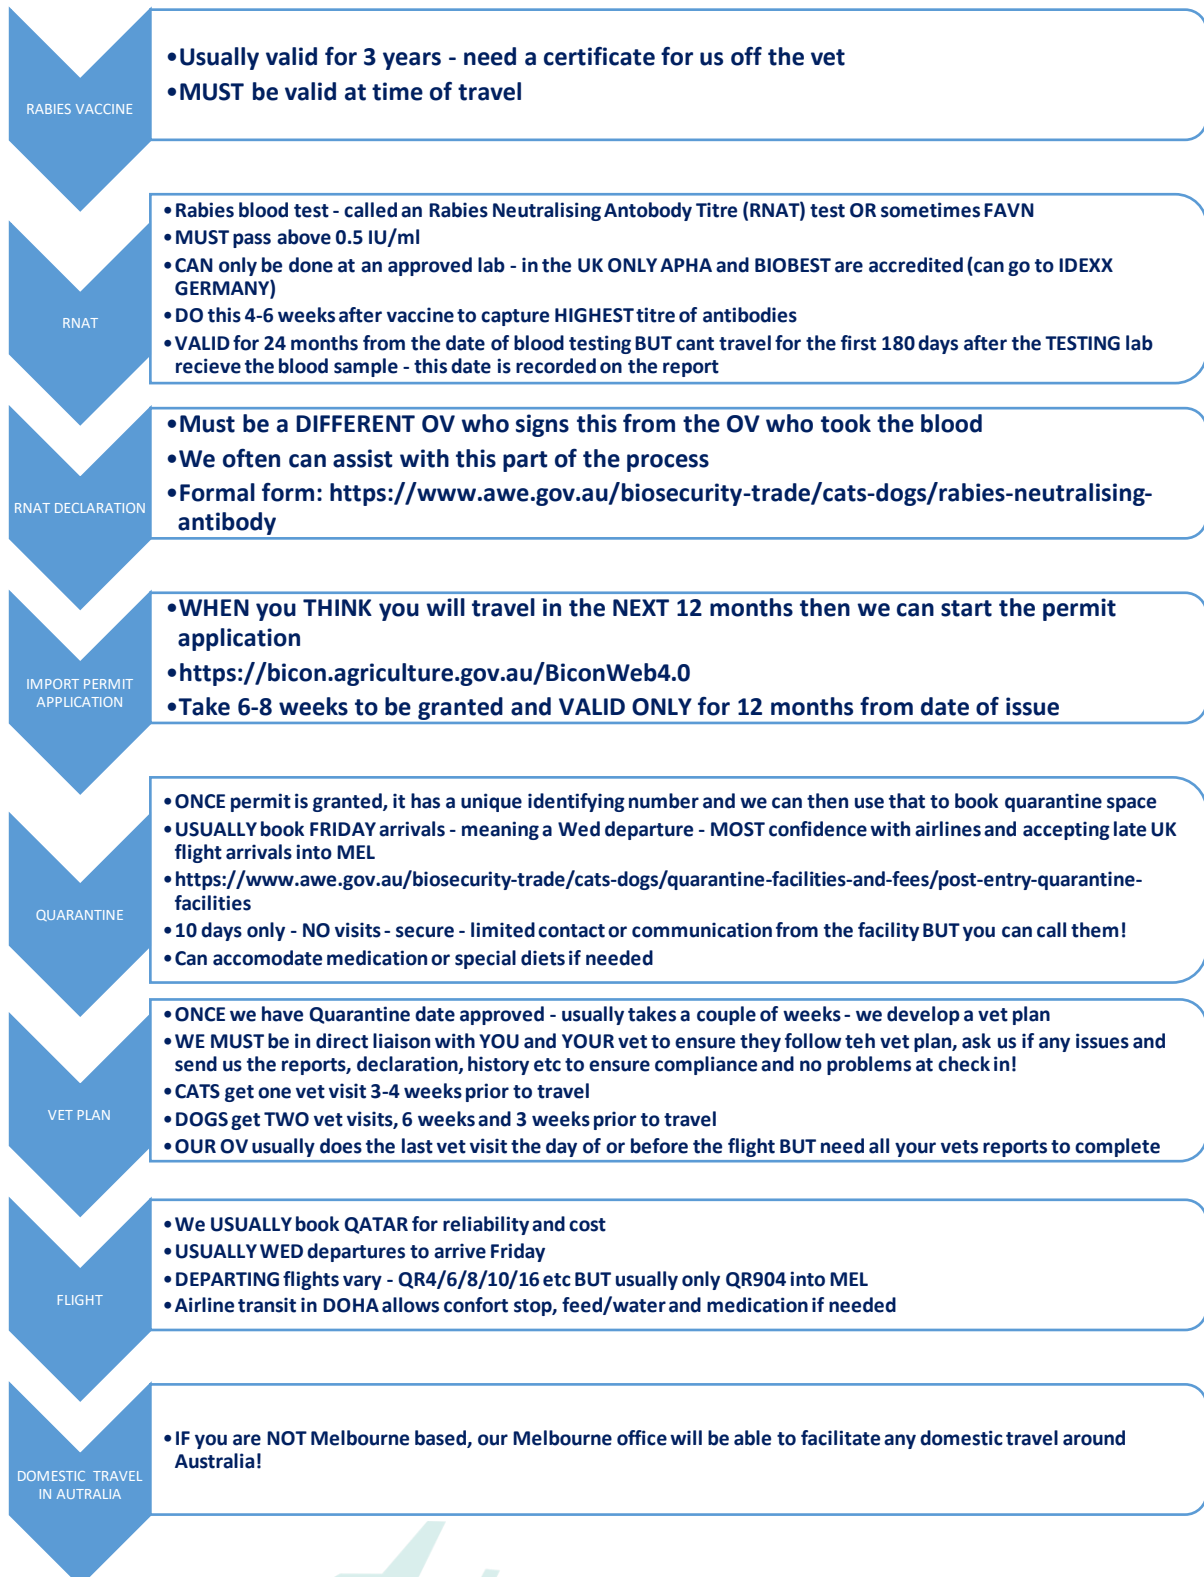 RABIES VACCINE
•Usually valid for 3 years - need a certificate for us off the vet
•MUST be valid at time of travel
RNAT
•Rabies blood test - called an Rabies Neutralising Antobody Titre (RNAT) test OR sometimes FAVN
•MUST pass above 0.5 IU/ml
•CAN only be done at an approved lab - in the UK ONLY APHA and BIOBEST are accredited (can go to IDEXX
GERMANY)
•DO this 4-6 weeks after vaccine to capture HIGHEST titre of antibodies
•VALID for 24 months from the date of blood testing BUT cant travel for the first 180 days after the TESTING lab
recieve the blood sample - this date is recorded on the report
RNAT DECLARATION
•Must be a DIFFERENT OV who signs this from the OV who took the blood
•We often can assist with this part of the process
•Formal form: https://www.awe.gov.au/biosecurity-trade/cats-dogs/rabies-neutralising-
antibody
IMPORT PERMIT
APPLICATION
•WHEN you THINK you will travel in the NEXT 12 months then we can start the permit
application
•https://bicon.agriculture.gov.au/BiconWeb4.0
•Take 6-8 weeks to be granted and VALID ONLY for 12 months from date of issue
QUARANTINE
•ONCE permit is granted, it has a unique identifying number and we can then use that to book quarantine space
•USUALLY book FRIDAY arrivals - meaning a Wed departure - MOST confidence with airlines and accepting late UK
flight arrivals into MEL
•https://www.awe.gov.au/biosecurity-trade/cats-dogs/quarantine-facilities-and-fees/post-entry-quarantine-
facilities
•10 days only - NO visits - secure - limited contact or communication from the facility BUT you can call them!
•Can accomodate medication or special diets if needed
VET PLAN
•ONCE we have Quarantine date approved - usually takes a couple of weeks - we develop a vet plan
•WE MUST be in direct liaison with YOU and YOUR vet to ensure they follow teh vet plan, ask us if any issues and
send us the reports, declaration, history etc to ensure compliance and no problems at check in!
•CATS get one vet visit 3-4 weeks prior to travel
•DOGS get TWO vet visits, 6 weeks and 3 weeks prior to travel
•OUR OV usually does the last vet visit the day of or before the flight BUT need all your vets reports to complete
FLIGHT
•We USUALLY book QATAR for reliability and cost
•USUALLY WED departures to arrive Friday
•DEPARTING flights vary - QR4/6/8/10/16 etc BUT usually only QR904 into MEL
•Airline transit in DOHA allows confort stop, feed/water and medication if needed
DOMESTIC TRAVEL
IN AUTRALIA
•IF you are NOT Melbourne based, our Melbourne office will be able to facilitate any domestic travel around
Australia!